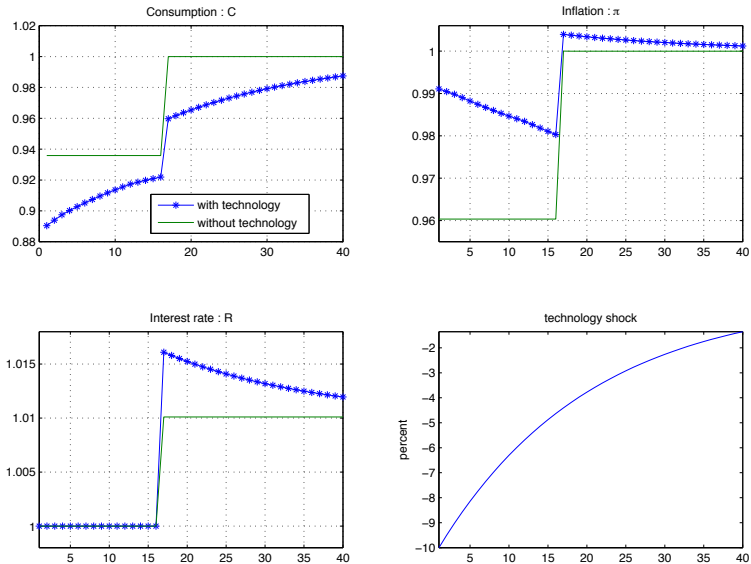 Consumption : C
1.02
1
0.98
0.96
0.94
0.92
0.9
0.88
0 10 20 30 40
with technology
without technology
Inflation : π
1
0.99
0.98
0.97
0.96
5 10 15 20 25 30 35 40
Interest rate : R
1.015
1.01
1.005
1
5 10 15 20 25 30 35 40
technology shock
percent
−2
−3
−4
−5
−6
−7
−8
−9
−10
5 10 15 20 25 30 35 40